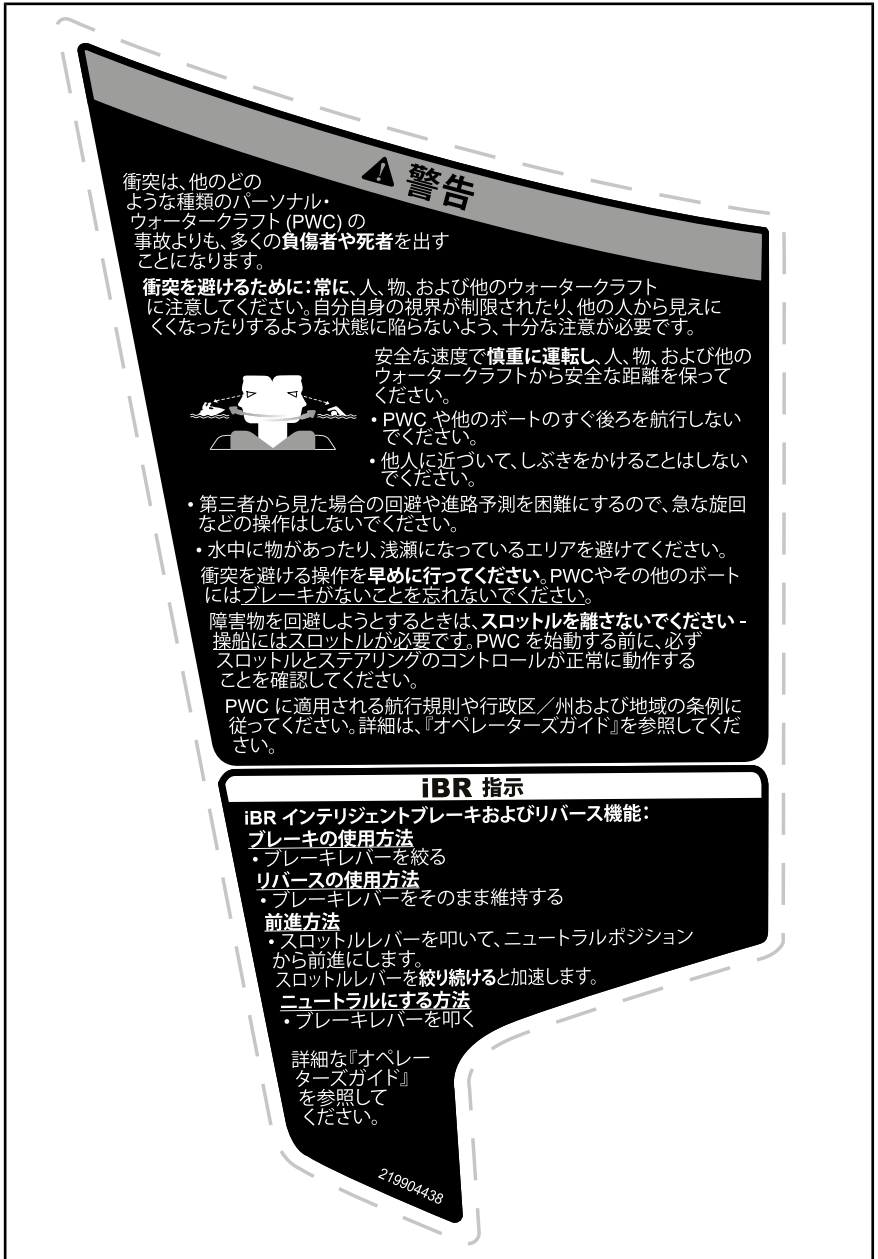 警告
衝突は、他のどの
ような種類のパーソナル・
ウォータークラフト (PWC) の
事故よりも、多くの負傷者や死者を出す
ことになります。
衝突を避けるために：常に、人、物、および他のウォータークラフト
に注意してください。自分自身の視界が制限されたり、他の人から見えに
くくなったりするような状態に陥らないよう、十分な注意が必要です。
安全な速度で慎重に運転し、人、物、および他の
ウォータークラフトから安全な距離を保って
ください。
・PWC や他のボートのすぐ後ろを航行しない
でください。
・他人に近づいて、しぶきをかけることはしない
でください。
・第三者から見た場合の回避や進路予測を困難にするので、急な旋回
などの操作はしないでください。
・水中に物があったり、浅瀬になっているエリアを避けてください。
衝突を避ける操作を早めに行ってください。PWCやその他のボート
にはブレーキがないことを忘れないでください。
障害物を回避しようとするときは、スロットルを離さないでください -
操船にはスロットルが必要です。PWC を始動する前に、必ず
スロットルとステアリングのコントロールが正常に動作する
ことを確認してください。
PWC に適用される航行規則や行政区／州および地域の条例に
従ってください。詳細は、『オペレーターズガイド』を参照してくだ
さい。
iBR 指示
iBR インテリジェントブレーキおよびリバース機能：
ブレーキの使用方法
・ブレーキレバーを絞る
リバースの使用方法
・ブレーキレバーをそのまま維持する
前進方法
・スロットルレバーを叩いて、ニュートラルポジション
から前進にします。
スロットルレバーを絞り続けると加速します。
ニュートラルにする方法
・ブレーキレバーを叩く
詳細な『オペレー
ターズガイド』
を参照して
ください。
219904438